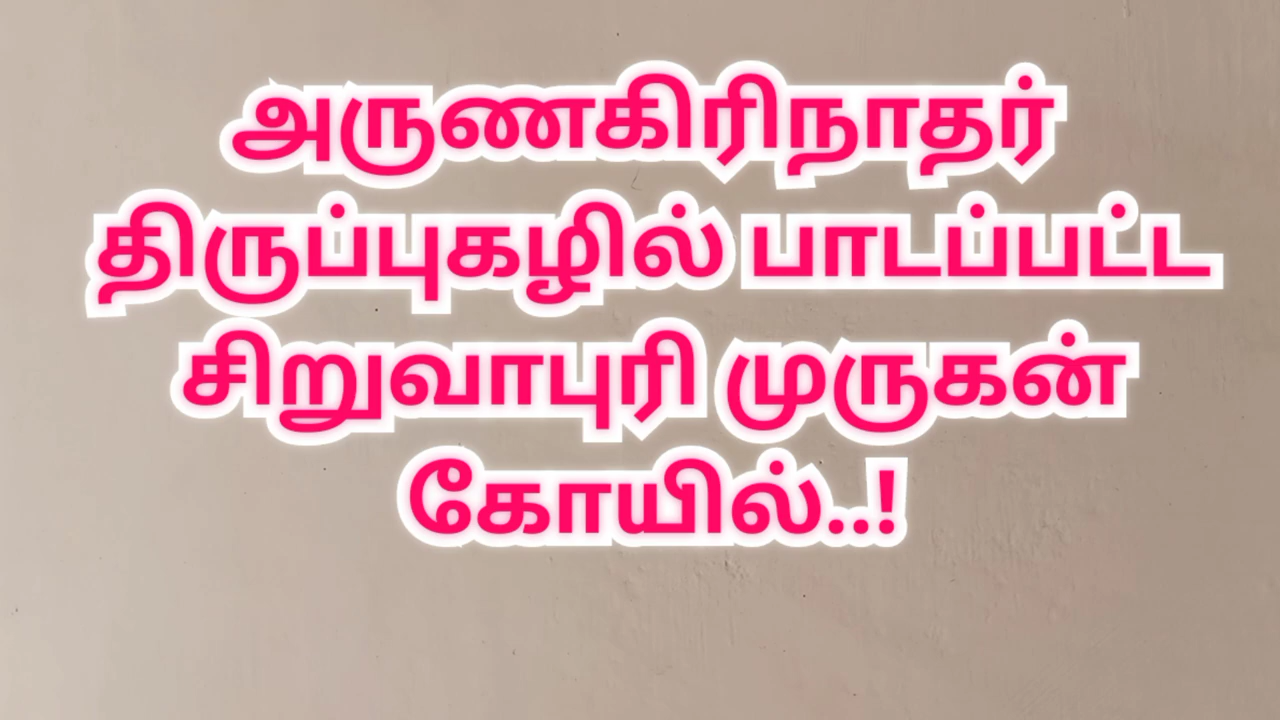 அருணகிரிநாதர்
திருப்புகழில் பாடப்பட்ட
சிறுவாபுரி முருகன்
கோயில்..!